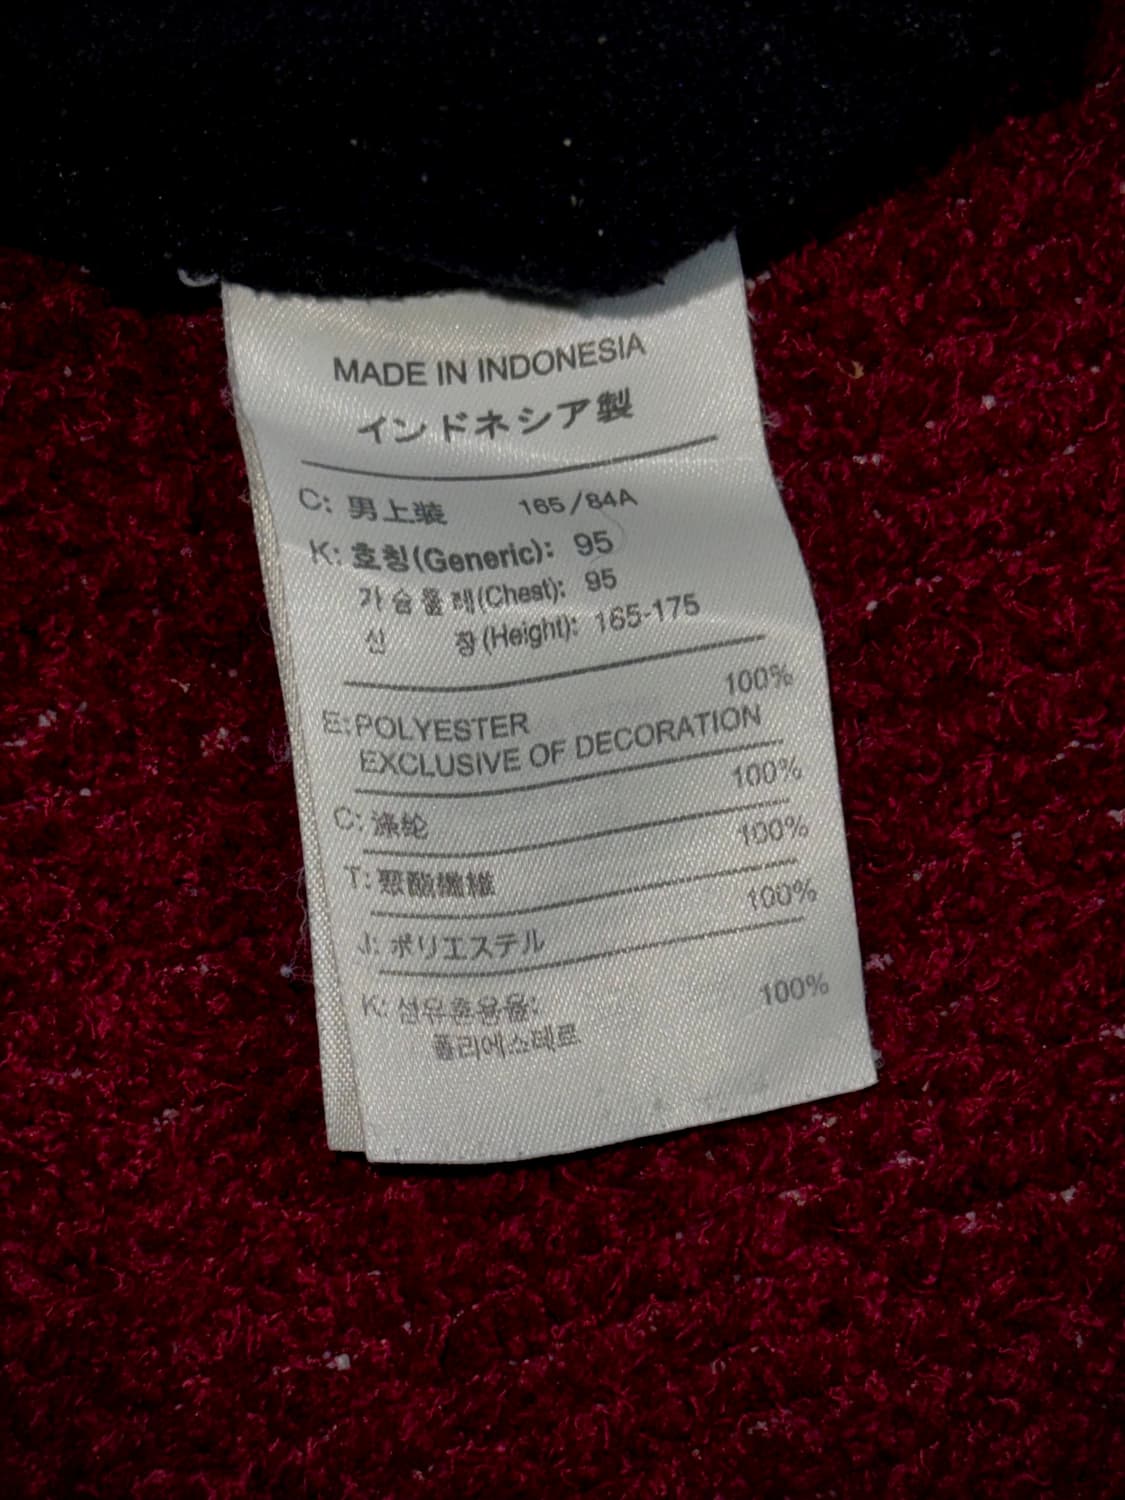 MADE IN INDONESIA
インドネシア製
C: 男上装 165/84A
K: 호칭(Generic): 95
가슴둘레(Chest): 95
신 장(Height): 165-175
100%
E:POLYESTER
EXCLUSIVE OF DECORATION
100%
C: 涤纶
100%
T: 聚酯纖維
100%
J: ポリエステル
100%
K: 섬유혼용율:
폴리에스테르